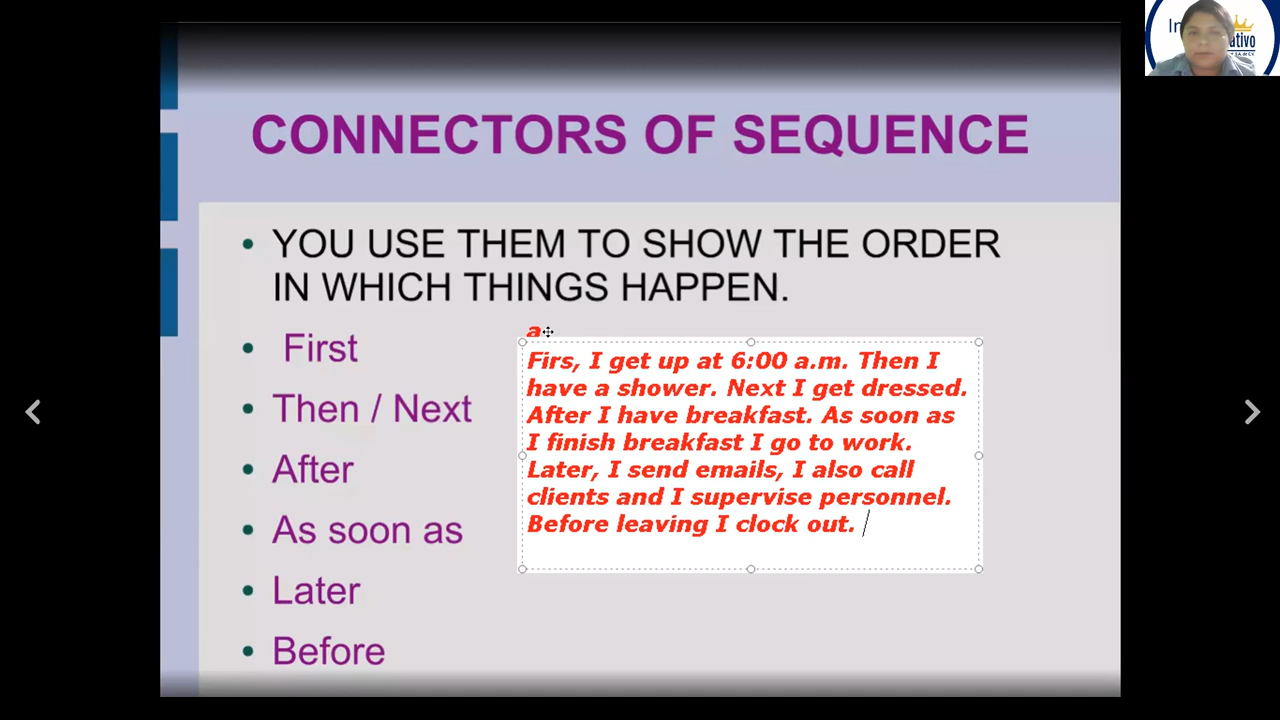 CONNECTORS OF SEQUENCE
• YOU USE THEM TO SHOW THE ORDER
IN WHICH THINGS HAPPEN.
• First
• Then / Next
• After
• As soon as
• Later
• Before
a
Firs, I get up at 6:00 a.m. Then I
have a shower. Next I get dressed.
After I have breakfast. As soon as
I finish breakfast I go to work.
Later, I send emails, I also call
clients and I supervise personnel.
Before leaving I clock out.